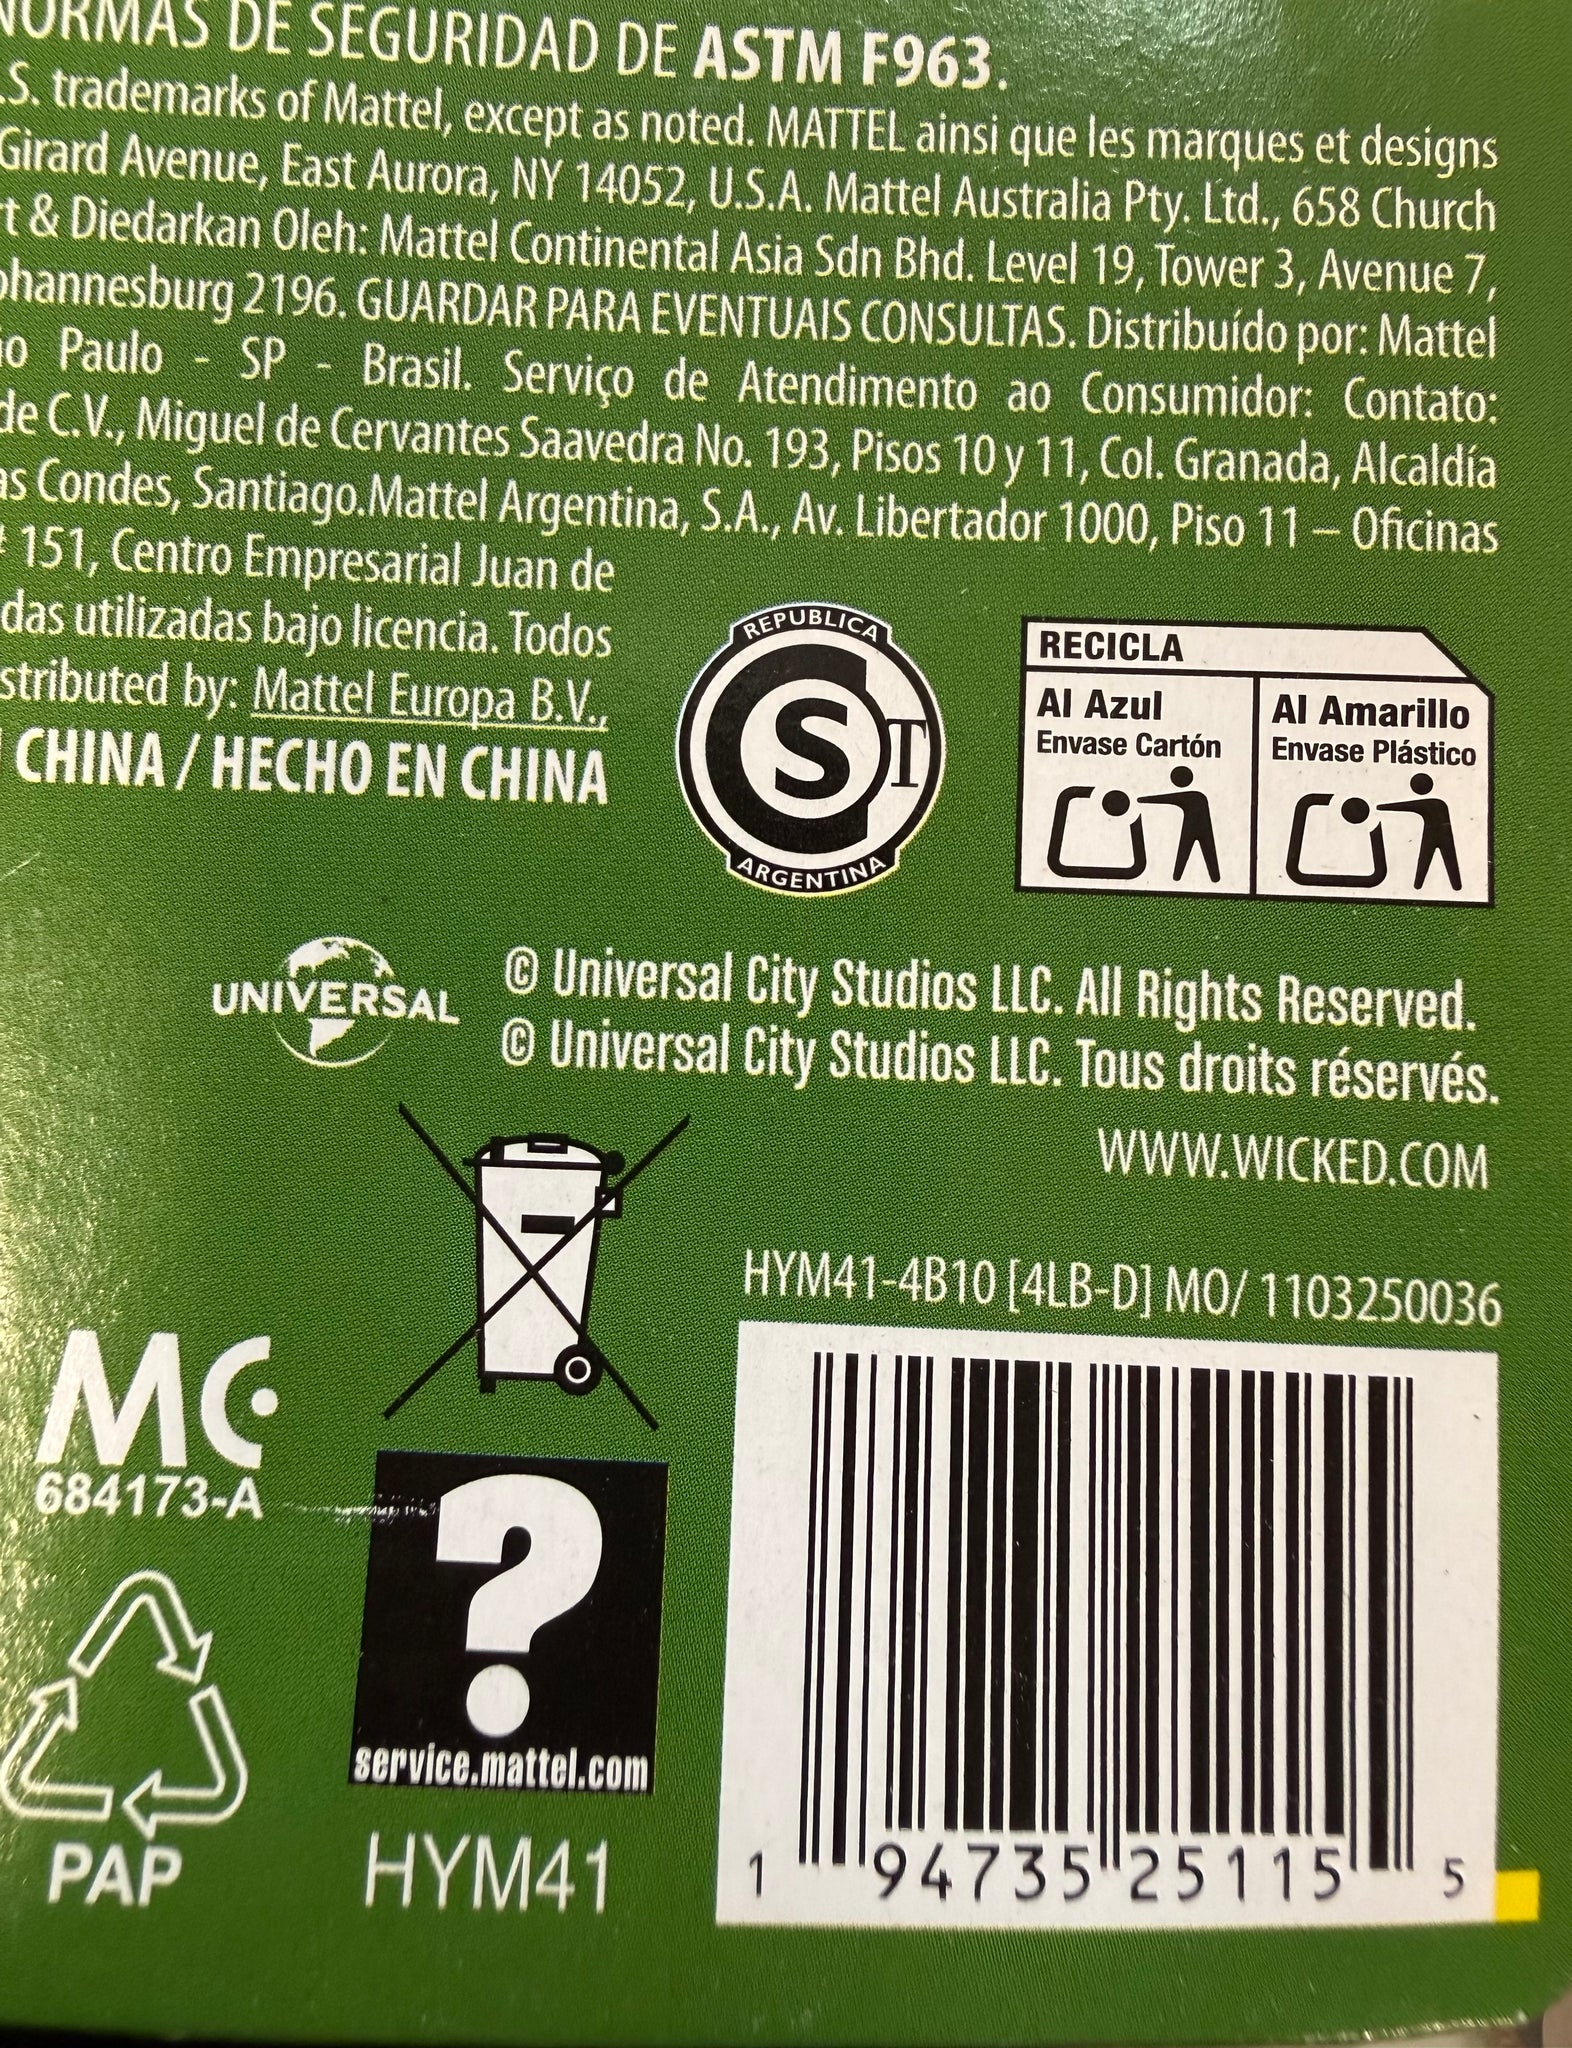 NORMAS DE SEGURIDAD DE ASTM F963.
.S. trademarks of Mattel, except as noted. MATTEL ainsi que les marques et designs
Girard Avenue, East Aurora, NY 14052, U.S.A. Mattel Australia Pty. Ltd., 658 Church
t & Diedarkan Oleh: Mattel Continental Asia Sdn Bhd. Level 19, Tower 3, Avenue 7,
ohannesburg 2196. GUARDAR PARA EVENTUAIS CONSULTAS. Distribuído por: Mattel
o Paulo - SP - Brasil. Serviço de Atendimento ao Consumidor: Contato:
de C.V., Miguel de Cervantes Saavedra No. 193, Pisos 10 y 11, Col. Granada, Alcaldía
as Condes, Santiago.Mattel Argentina, S.A., Av. Libertador 1000, Piso 11 – Oficinas
# 151, Centro Empresarial Juan de
das utilizadas bajo licencia. Todos
stributed by: Mattel Europa B.V.,
CHINA / HECHO EN CHINA
REPUBLICA
S T
ARGENTINA
RECICLA
Al Azul
Envase Cartón
Al Amarillo
Envase Plástico
UNIVERSAL
© Universal City Studios LLC. All Rights Reserved.
© Universal City Studios LLC. Tous droits réservés.
WWW.WICKED.COM
HYM41-4B10 [4LB-D] MO/ 1103250036
MC
684173-A
?
service.mattel.com
PAP
HYM41
1 94735 25115 5